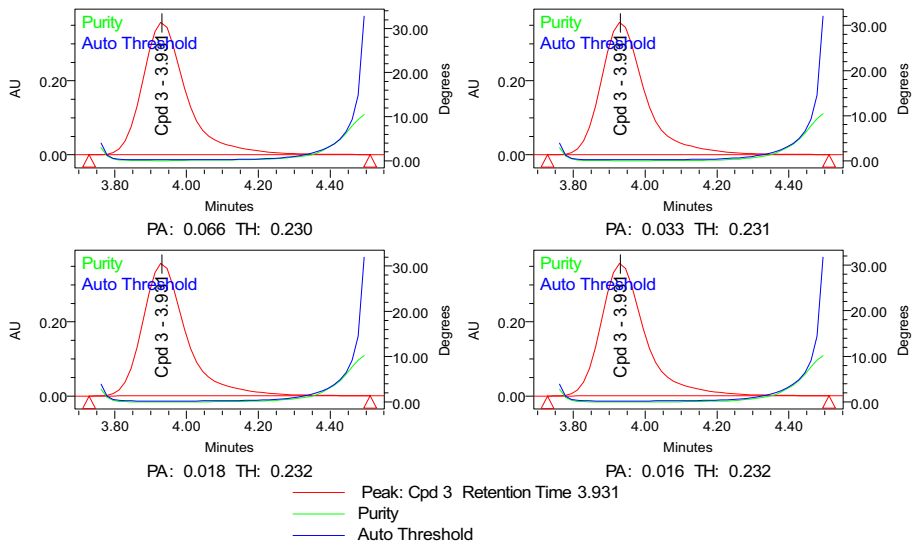 Purity
Auto Threshold
Cpd 3 - 3.931
AU
0.20
0.00
30.00
20.00
10.00
0.00
Degrees
3.80 4.00 4.20 4.40
Minutes
PA: 0.066 TH: 0.230
Purity
Auto Threshold
Cpd 3 - 3.931
AU
0.20
0.00
30.00
20.00
10.00
0.00
Degrees
3.80 4.00 4.20 4.40
Minutes
PA: 0.033 TH: 0.231
Purity
Auto Threshold
Cpd 3 - 3.931
AU
0.20
0.00
30.00
20.00
10.00
0.00
Degrees
3.80 4.00 4.20 4.40
Minutes
PA: 0.018 TH: 0.232
Purity
Auto Threshold
Cpd 3 - 3.931
AU
0.20
0.00
30.00
20.00
10.00
0.00
Degrees
3.80 4.00 4.20 4.40
Minutes
PA: 0.016 TH: 0.232
Peak: Cpd 3 Retention Time 3.931
Purity
Auto Threshold